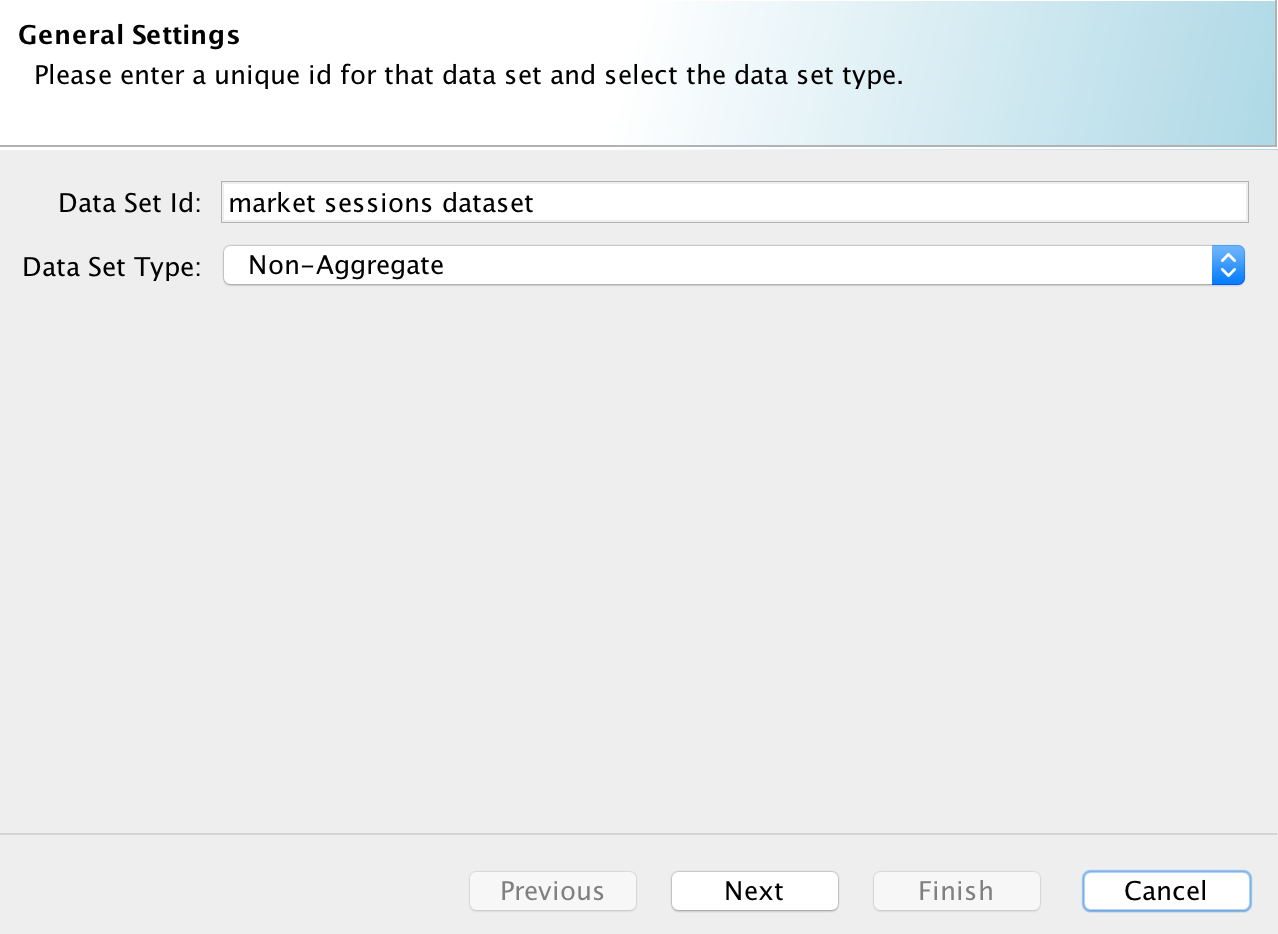 General Settings
Please enter a unique id for that data set and select the data set type.
Data Set Id: market sessions dataset
Data Set Type: Non-Aggregate
Previous Next Finish Cancel